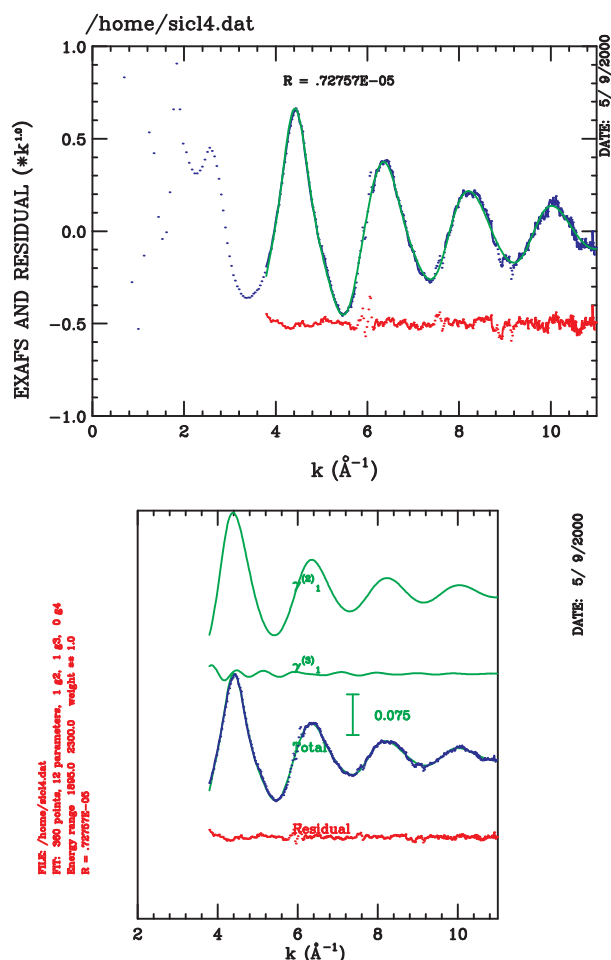 /home/sicl4.dat
R = .72757E-05
DATE: 5/ 9/2000
EXAFS AND RESIDUAL (*k^1.0)
1.0
0.5
0.0
−0.5
−1.0
0 2 4 6 8 10
k (Å⁻¹)
γ⁽²⁾₁
γ⁽³⁾₁
0.075
Total
Residual
2 4 6 8 10
k (Å⁻¹)
DATE: 5/ 9/2000
FILE: /home/sicl4.dat
FIT: 360 points, 12 parameters, 1 g2, 1 g3, 0 g4
Energy range 1895.0 2300.0 weight ss 1.0
R = .72757E-05